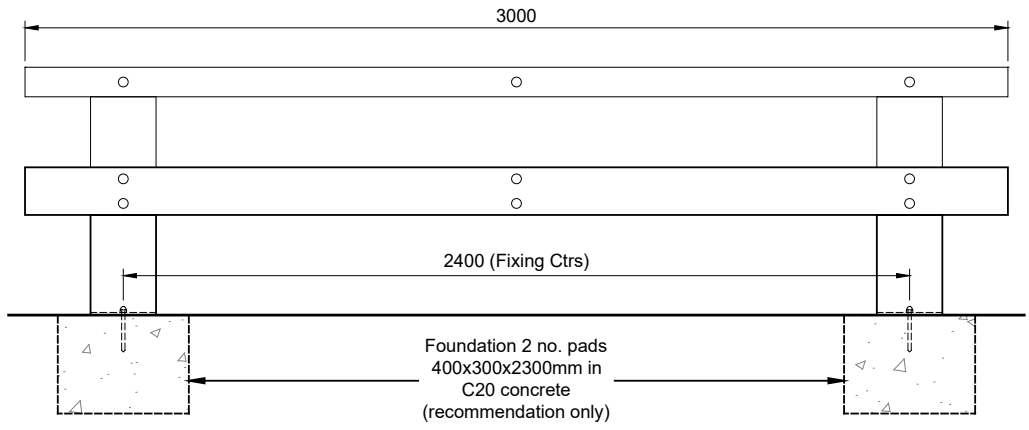 3000
2400 (Fixing Ctrs)
Foundation 2 no. pads
400x300x2300mm in
C20 concrete
(recommendation only)